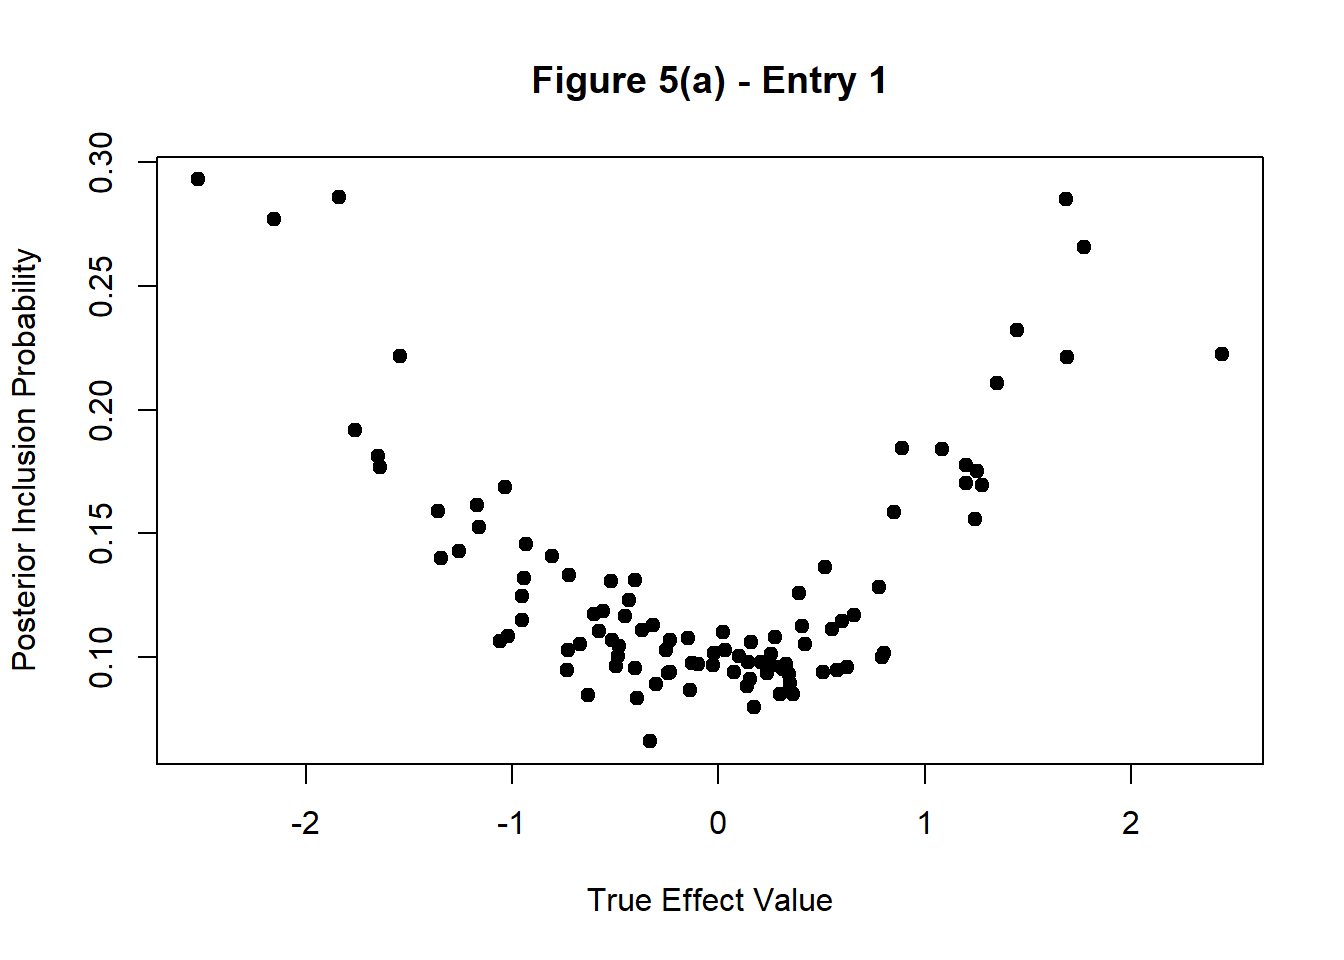 Figure 5(a) - Entry 1
Posterior Inclusion Probability
0.30
0.25
0.20
0.15
0.10
-2 -1 0 1 2
True Effect Value